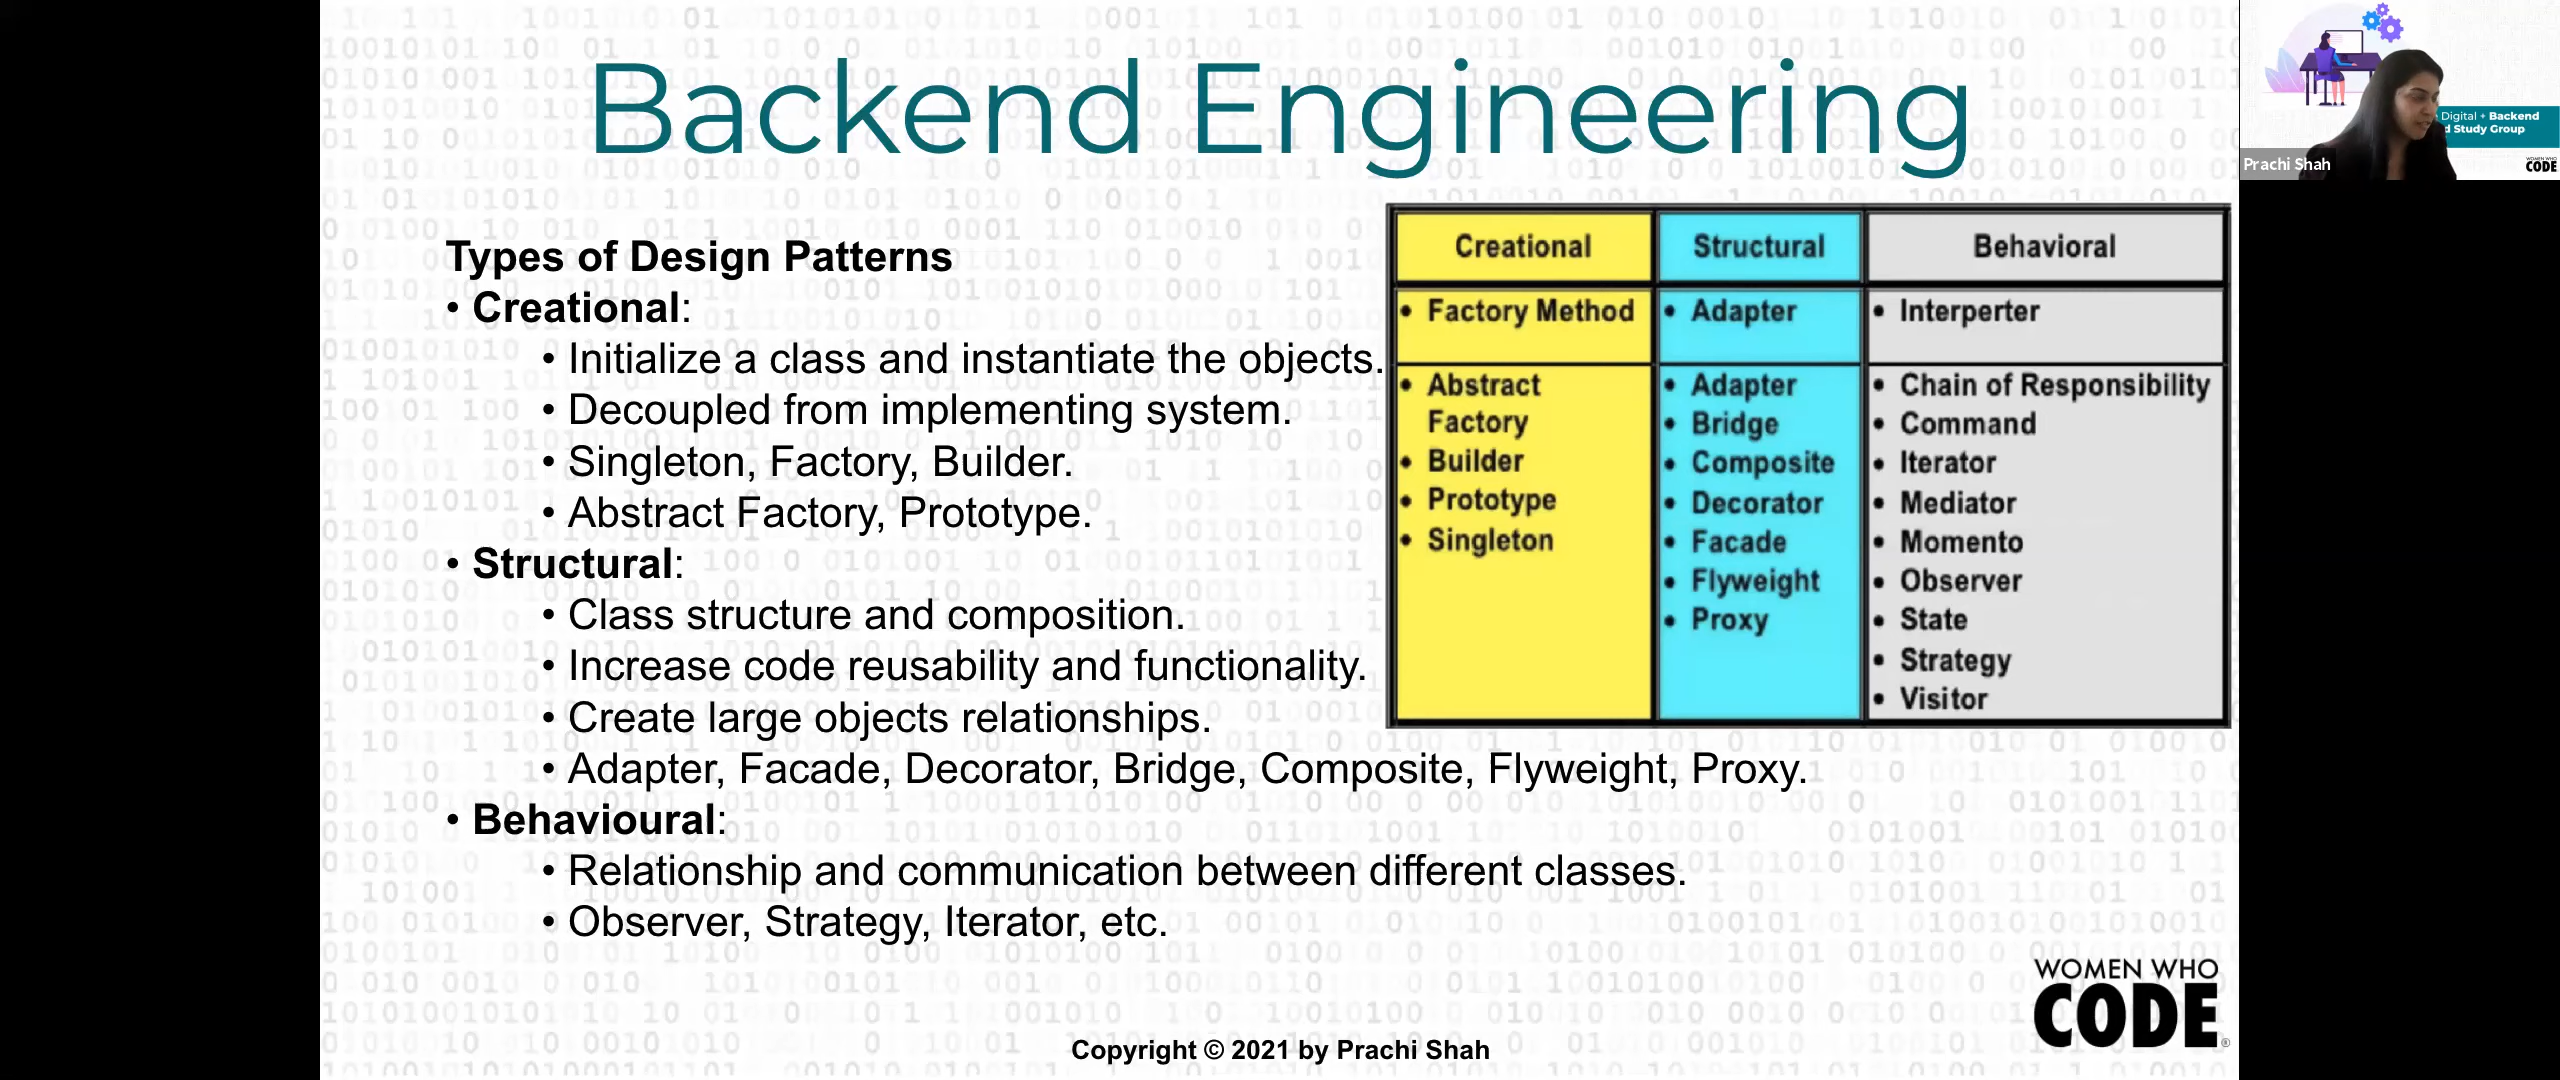 Backend Engineering
Types of Design Patterns
• Creational:
• Initialize a class and instantiate the objects.
• Decoupled from implementing system.
• Singleton, Factory, Builder.
• Abstract Factory, Prototype.
• Structural:
• Class structure and composition.
• Increase code reusability and functionality.
• Create large objects relationships.
• Adapter, Facade, Decorator, Bridge, Composite, Flyweight, Proxy.
• Behavioural:
• Relationship and communication between different classes.
• Observer, Strategy, Iterator, etc.
Creational
• Factory Method
• Abstract
Factory
• Builder
• Prototype
• Singleton
Structural
• Adapter
• Adapter
• Bridge
• Composite
• Decorator
• Facade
• Flyweight
• Proxy
Behavioral
• Interperter
• Chain of Responsibility
• Command
• Iterator
• Mediator
• Momento
• Observer
• State
• Strategy
• Visitor
Digital + Backend
Study Group
Prachi Shah
WOMEN WHO
CODE
WOMEN WHO
CODE®
Copyright © 2021 by Prachi Shah